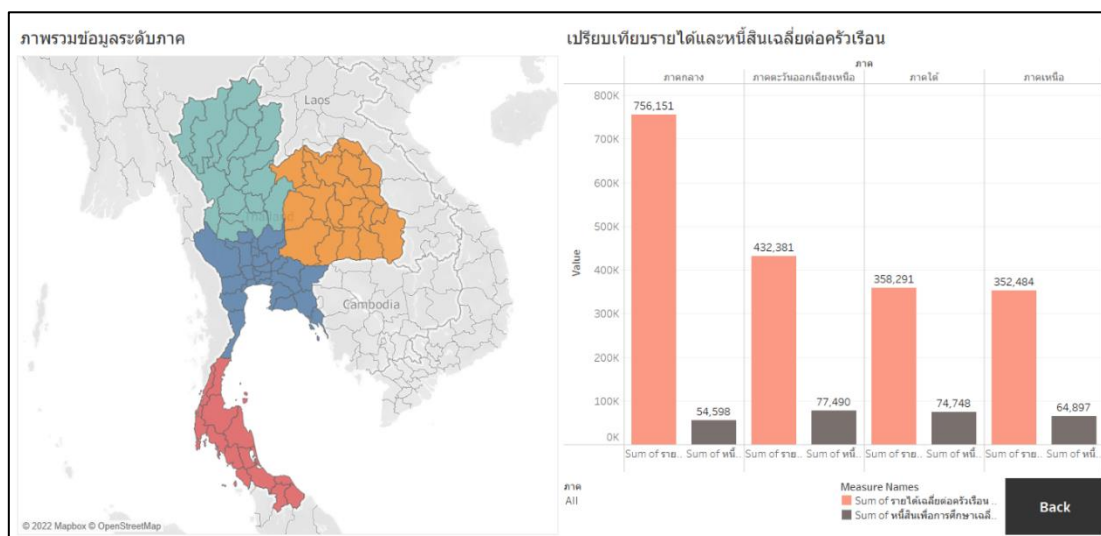 ภาพรวมข้อมูลระดับภาค
Laos
Thailand
Cambodia
© 2022 Mapbox © OpenStreetMap
เปรียบเทียบรายได้และหนี้สินเฉลี่ยต่อครัวเรือน
ภาค
ภาคกลาง ภาคตะวันออกเฉียงเหนือ ภาคใต้ ภาคเหนือ
800K
700K
600K
500K
400K
300K
200K
100K
0K
Value
756,151
54,598
432,381
77,490
358,291
74,748
352,484
64,897
Sum of ราย.. Sum of หนี้.. Sum of ราย.. Sum of หนี้.. Sum of ราย.. Sum of หนี้.. Sum of ราย.. Sum of หนี้..
ภาค
All
Measure Names
Sum of รายได้เฉลี่ยต่อครัวเรือน ..
Sum of หนี้สินเพื่อการศึกษาเฉลี่..
Back